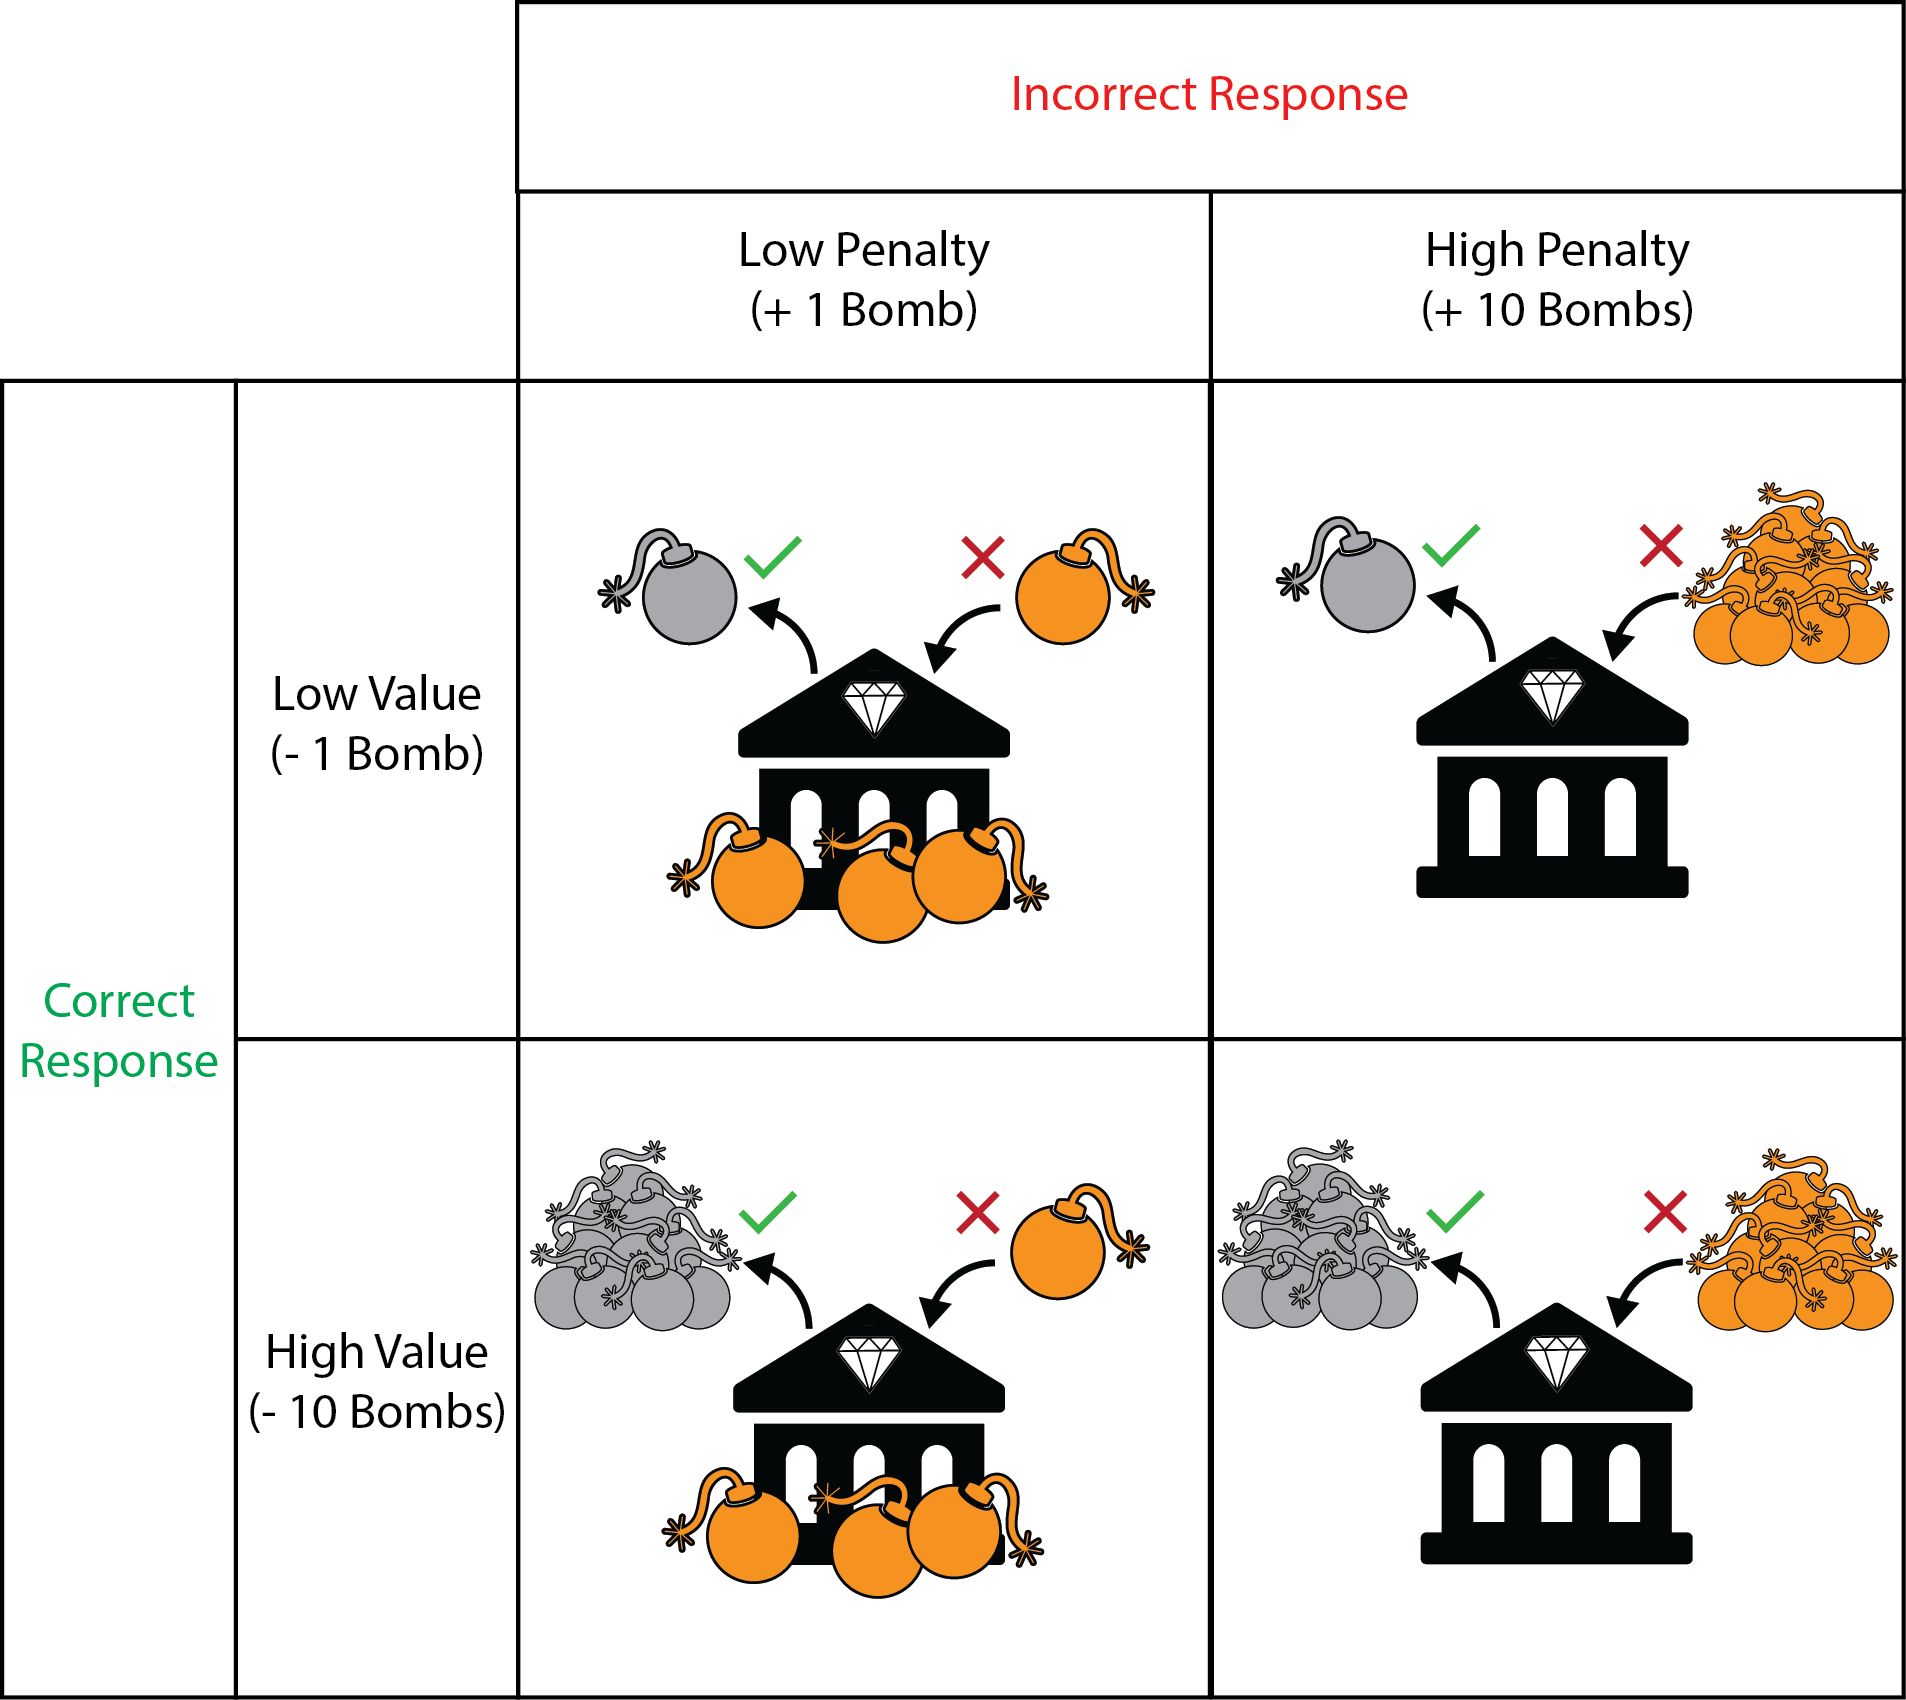 Incorrect Response
Low Penalty
(+ 1 Bomb)
High Penalty
(+ 10 Bombs)
Correct
Response
Low Value
(- 1 Bomb)
High Value
(- 10 Bombs)